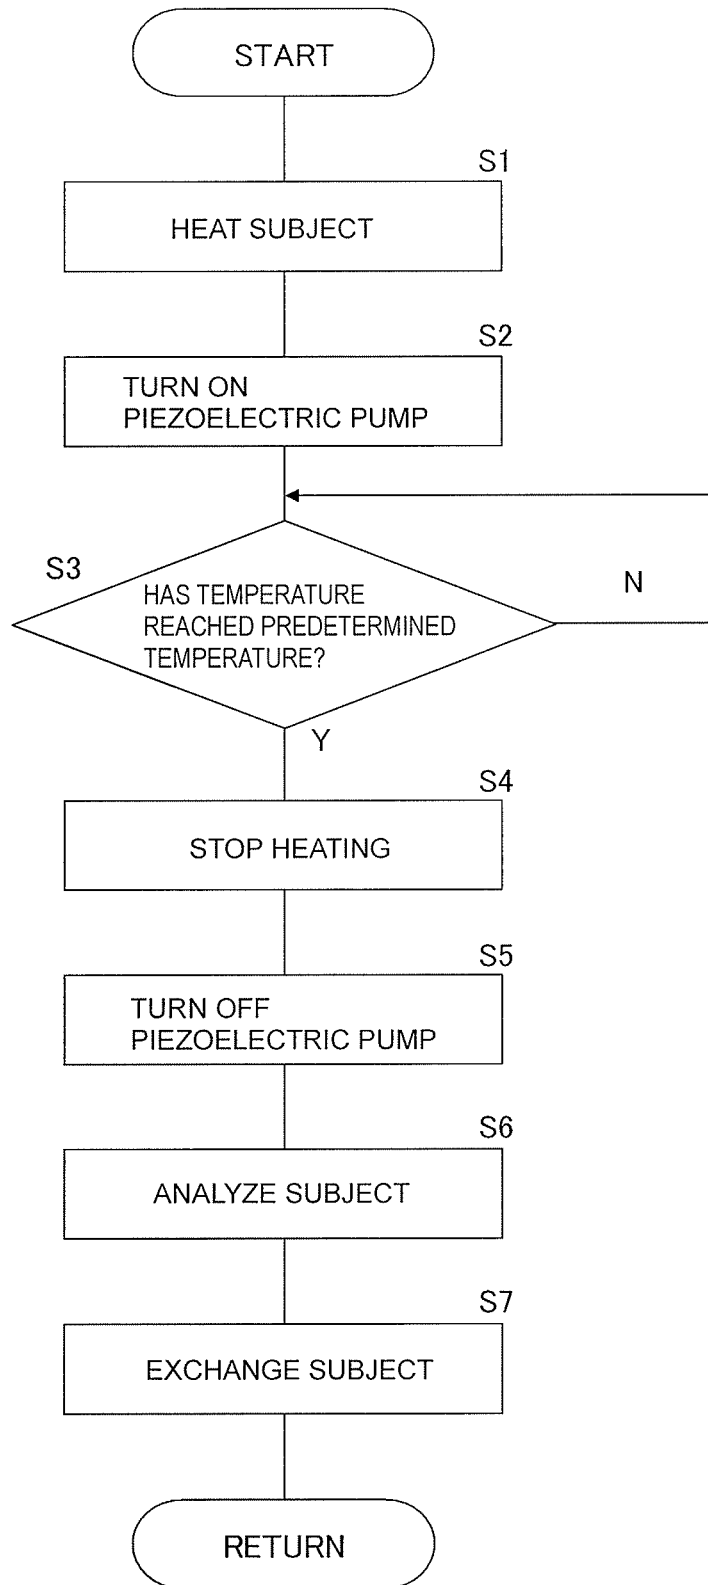 START
S1
HEAT SUBJECT
S2
TURN ON
PIEZOELECTRIC PUMP
S3
HAS TEMPERATURE
REACHED PREDETERMINED
TEMPERATURE?
N
Y
S4
STOP HEATING
S5
TURN OFF
PIEZOELECTRIC PUMP
S6
ANALYZE SUBJECT
S7
EXCHANGE SUBJECT
RETURN